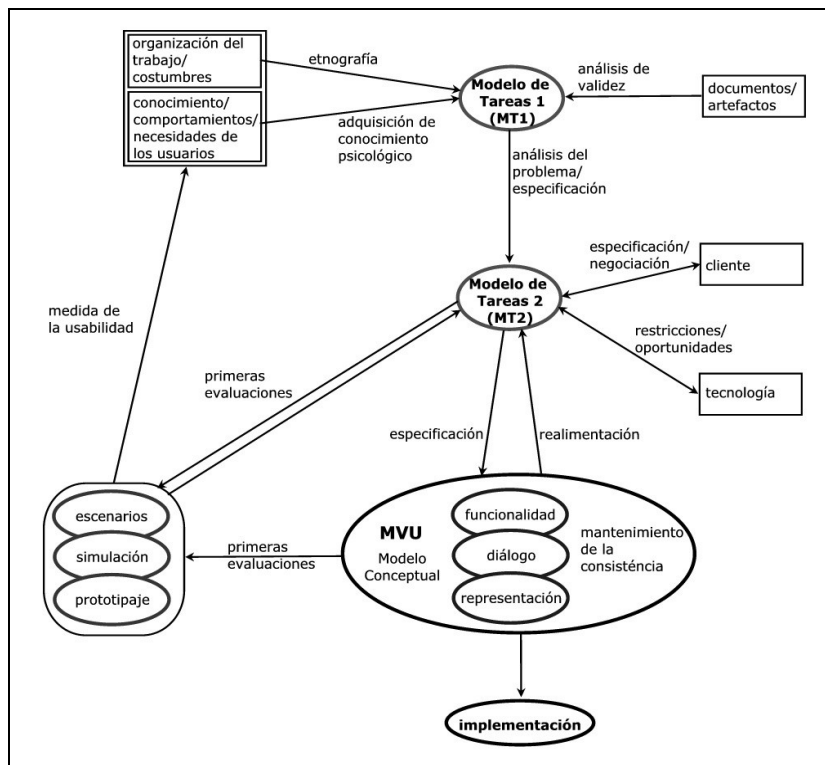 organización del
trabajo/
costumbres
conocimiento/
comportamientos/
necesidades de
los usuarios
etnografía
adquisición de
conocimiento
psicológico
Modelo de
Tareas 1
(MT1)
análisis de
validez
documentos/
artefactos
análisis del
problema/
especificación
Modelo de
Tareas 2
(MT2)
especificación/
negociación
cliente
restricciones/
oportunidades
tecnología
medida de
la usabilidad
primeras
evaluaciones
especificación
realimentación
escenarios
simulación
prototipaje
primeras
evaluaciones
MVU
Modelo
Conceptual
funcionalidad
diálogo
representación
mantenimiento
de la
consisténcia
implementación